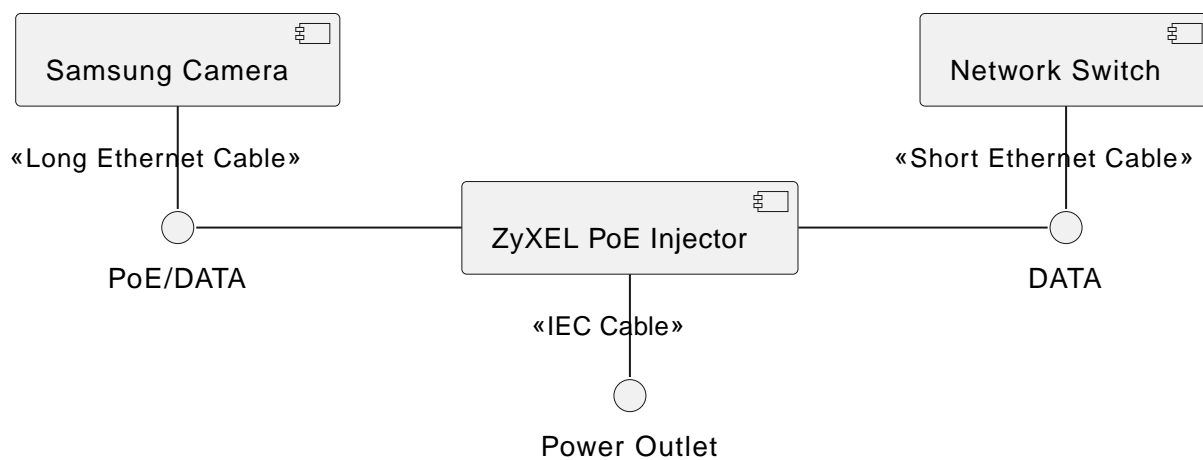 Samsung Camera
Network Switch
«Long Ethernet Cable»
«Short Ethernet Cable»
ZyXEL PoE Injector
PoE/DATA
DATA
«IEC Cable»
Power Outlet